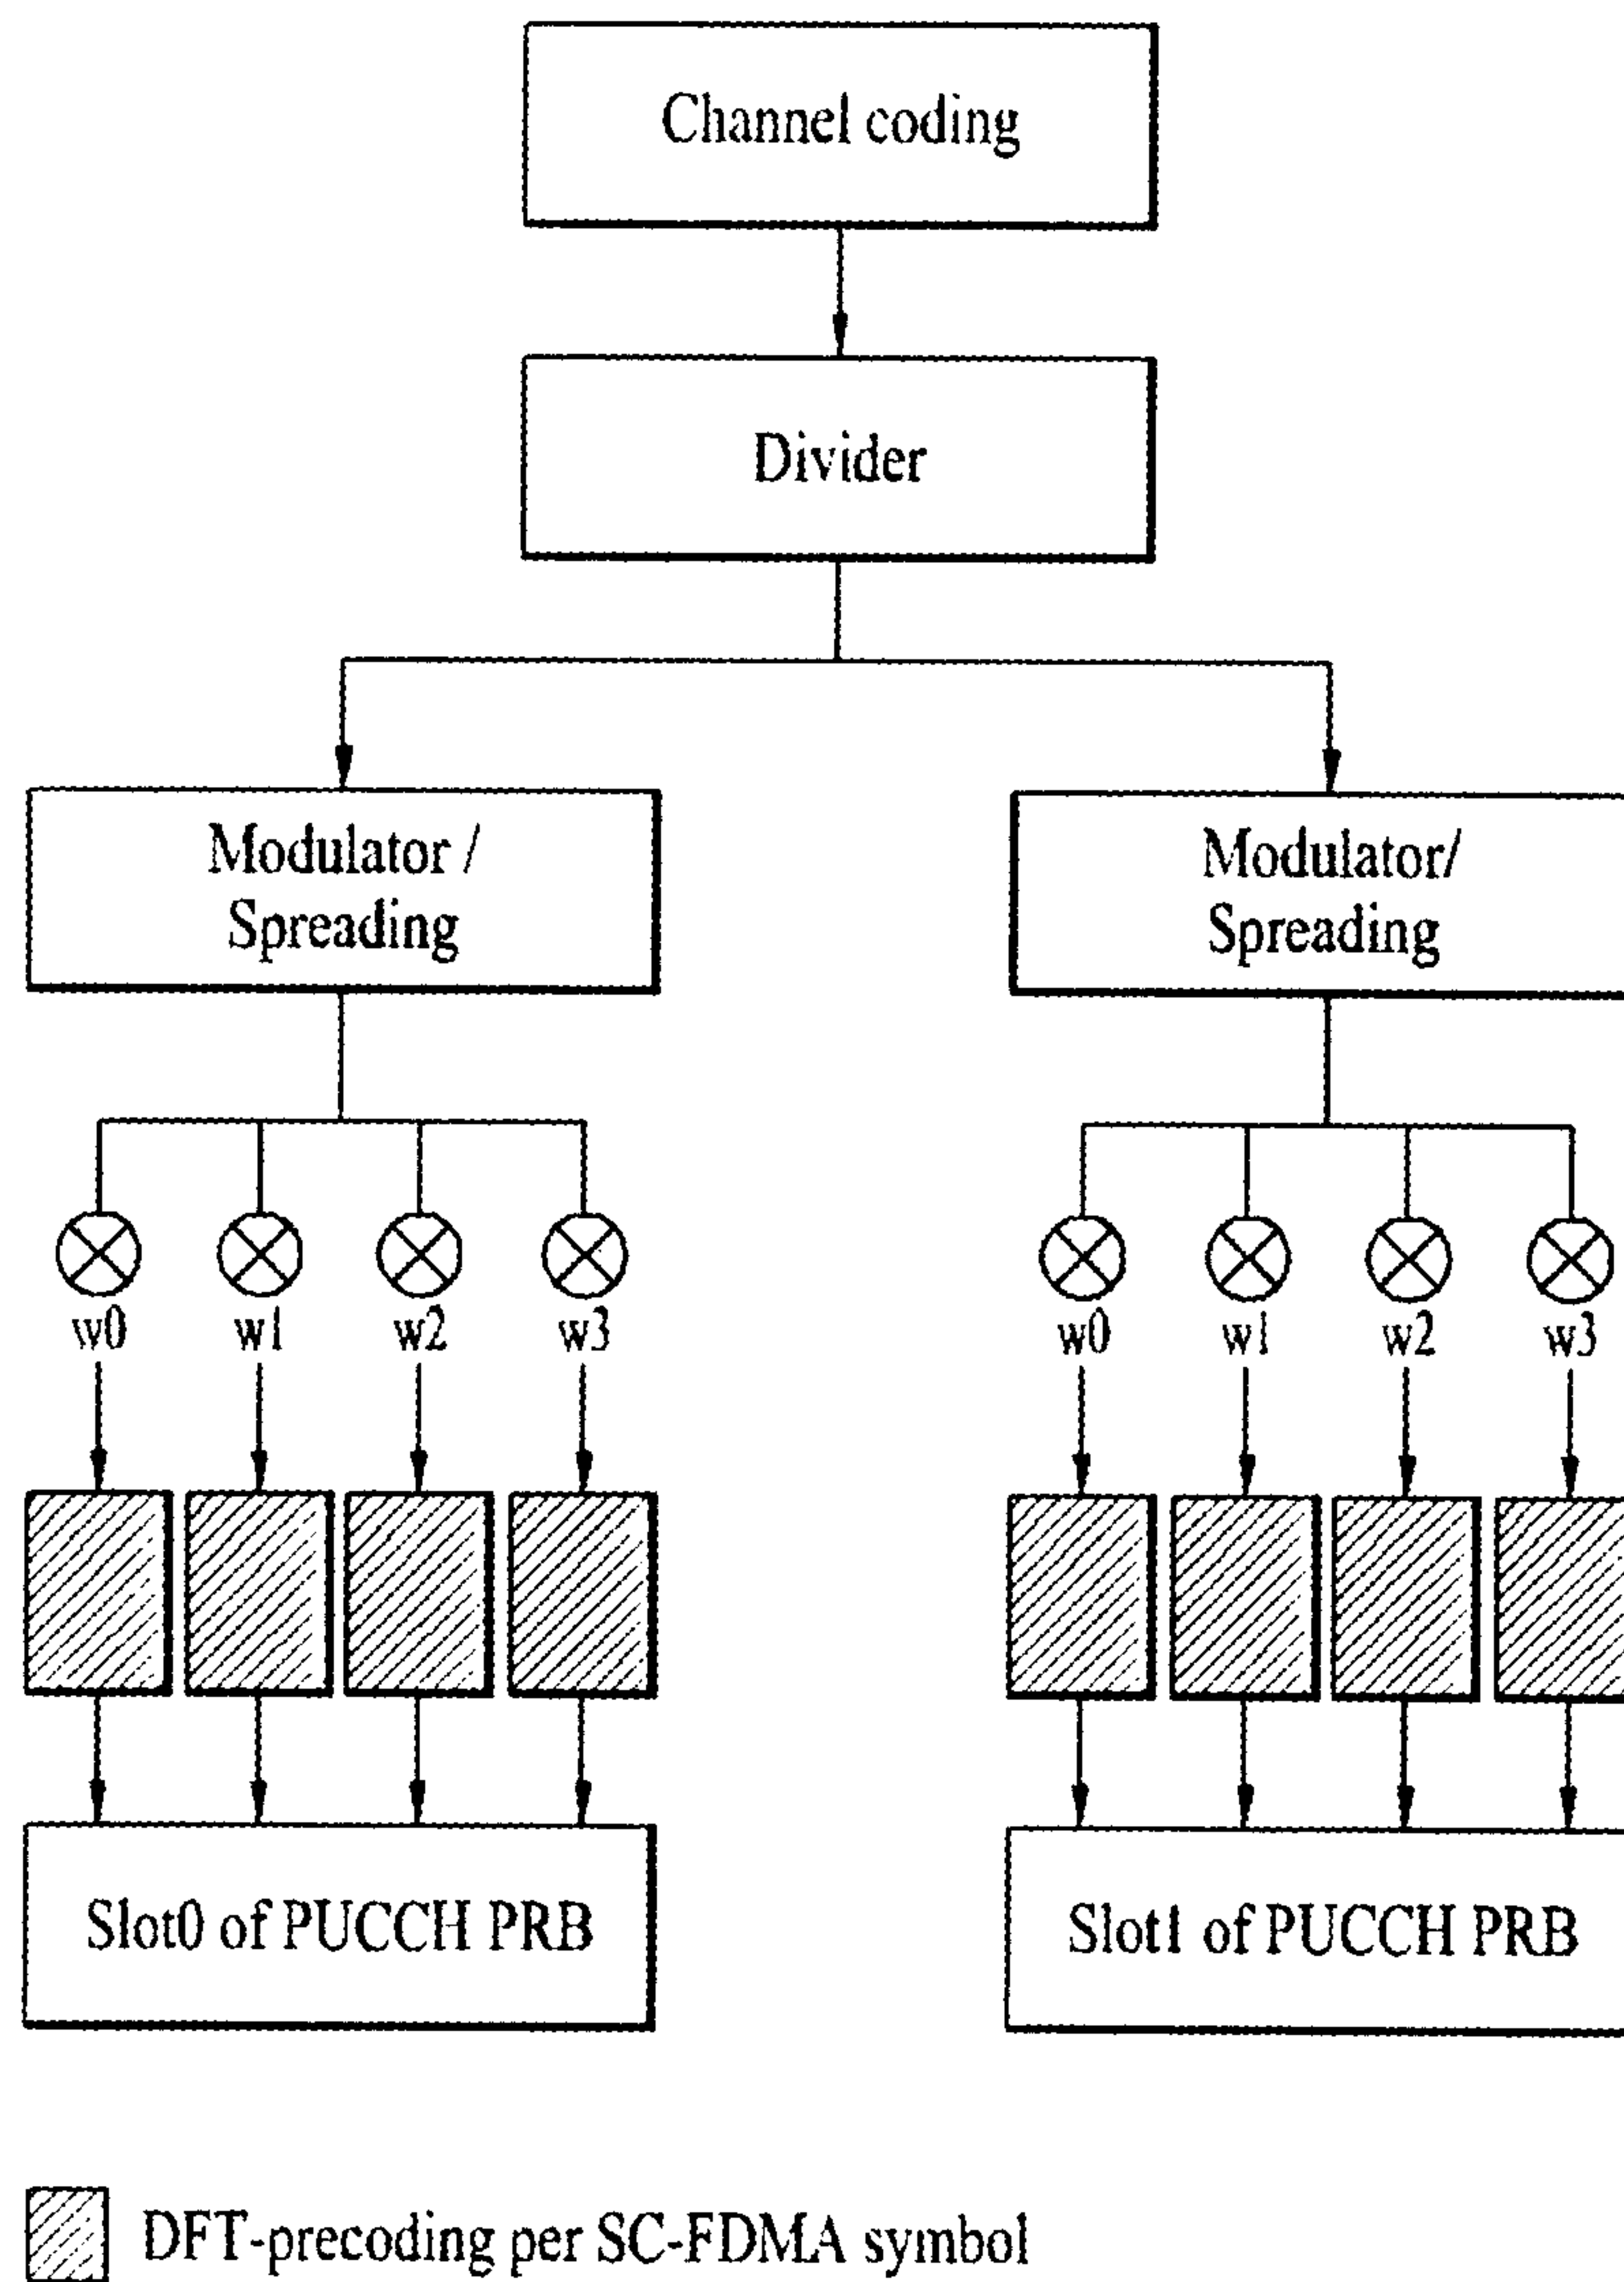 Channel coding
Divider
Modulator /
Spreading
Modulator/
Spreading
w0 w1 w2 w3
w0 w1 w2 w3
Slot0 of PUCCH PRB
Slot1 of PUCCH PRB
DFT-precoding per SC-FDMA symbol